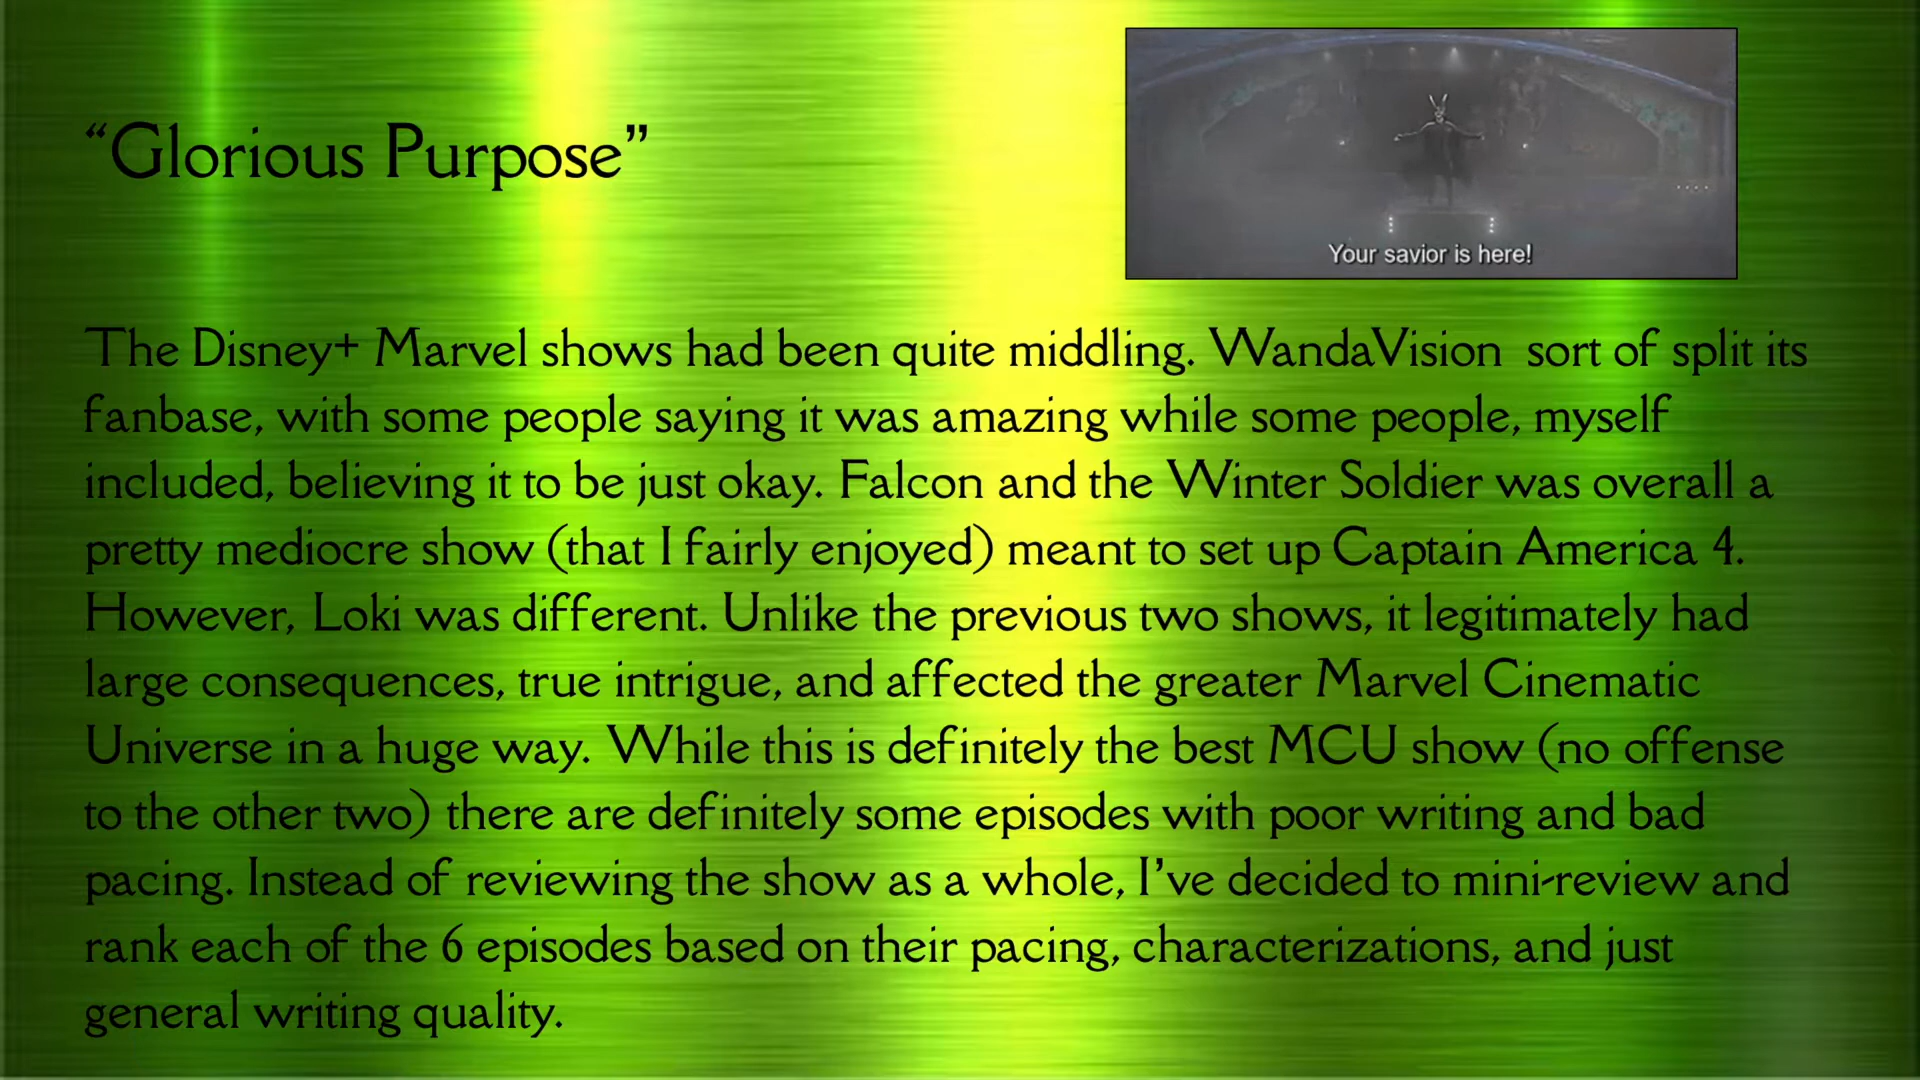 “Glorious Purpose”
Your savior is here!
The Disney+ Marvel shows had been quite middling. WandaVision sort of split its
fanbase, with some people saying it was amazing while some people, myself
included, believing it to be just okay. Falcon and the Winter Soldier was overall a
pretty mediocre show (that I fairly enjoyed) meant to set up Captain America 4.
However, Loki was different. Unlike the previous two shows, it legitimately had
large consequences, true intrigue, and affected the greater Marvel Cinematic
Universe in a huge way. While this is definitely the best MCU show (no offense
to the other two) there are definitely some episodes with poor writing and bad
pacing. Instead of reviewing the show as a whole, I’ve decided to mini-review and
rank each of the 6 episodes based on their pacing, characterizations, and just
general writing quality.